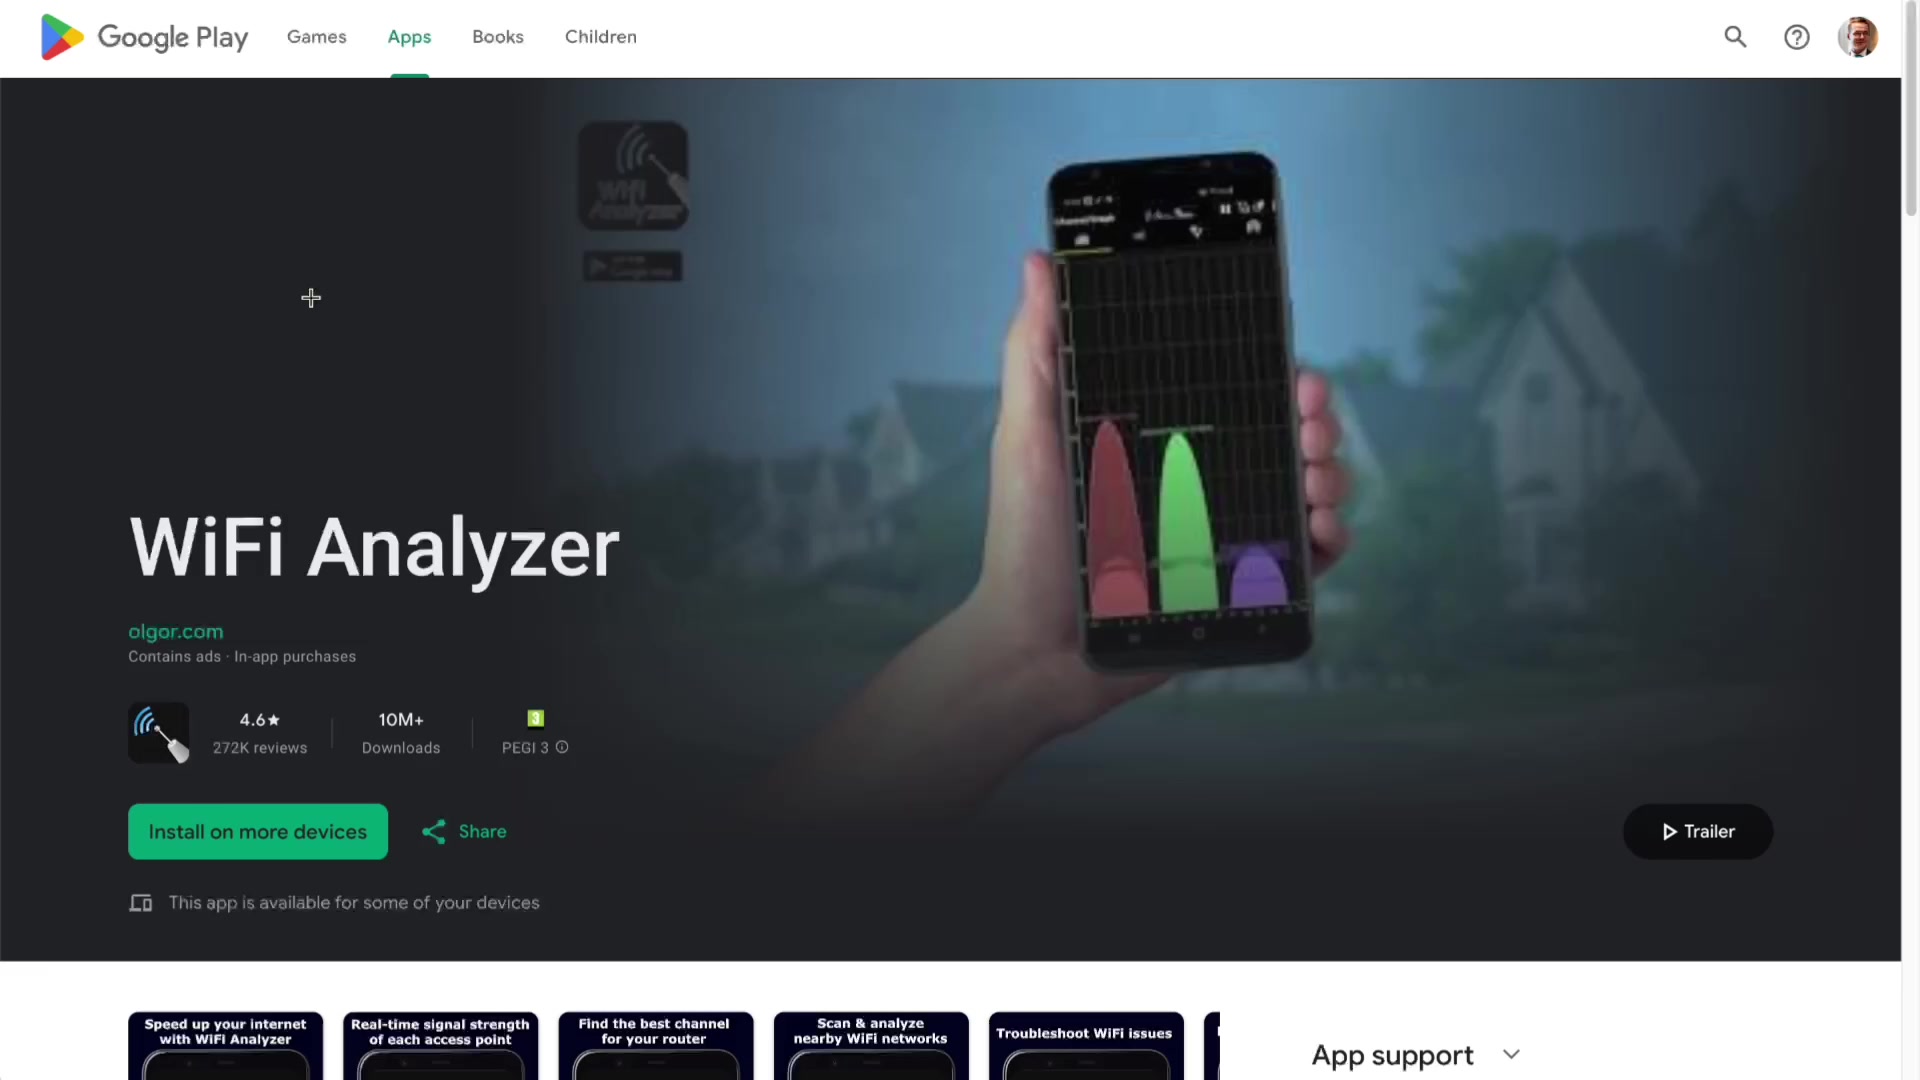 Google Play Games Apps Books Children
WiFi
Analyzer
WiFi Analyzer
olgor.com
Contains ads · In-app purchases
4.6★ 10M+ 3
272K reviews Downloads PEGI 3
Install on more devices Share Trailer
This app is available for some of your devices
Speed up your internet
with WiFi Analyzer
Real-time signal strength
of each access point
Find the best channel
for your router
Scan & analyze
nearby WiFi networks
Troubleshoot WiFi issues
App support